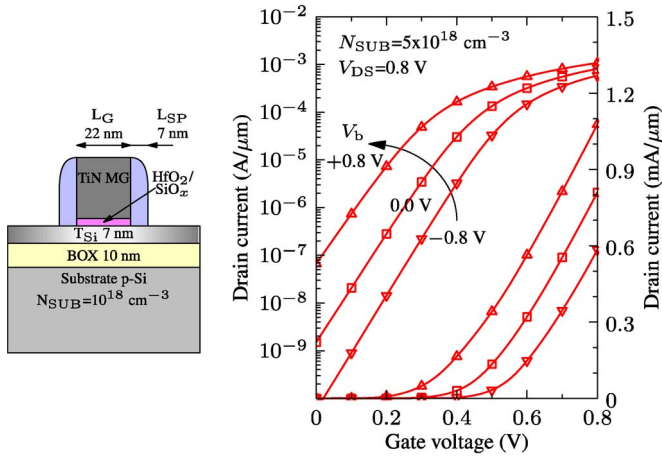 L_G
22 nm
L_SP
7 nm
TiN MG
HfO₂/
SiOₓ
T_Si 7 nm
BOX 10 nm
Substrate p-Si
N_SUB=10¹⁸ cm⁻³
Drain current (A/μm)
10⁻²
10⁻³
10⁻⁴
10⁻⁵
10⁻⁶
10⁻⁷
10⁻⁸
10⁻⁹
N_SUB=5x10¹⁸ cm⁻³
V_DS=0.8 V
V_b
+0.8 V
0.0 V
−0.8 V
0
0.2
0.4
0.6
0.8
Gate voltage (V)
1.5
1.2
0.9
0.6
0.3
0
Drain current (mA/μm)